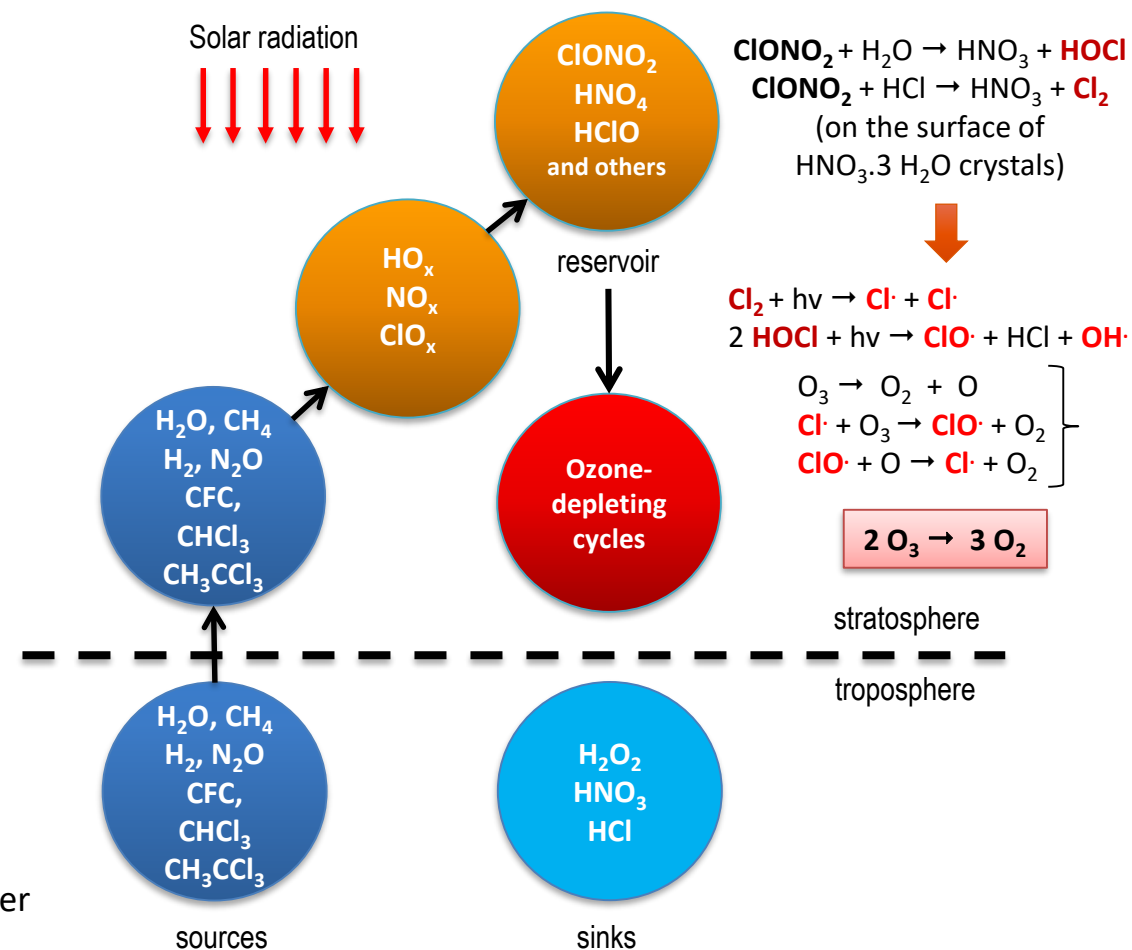 Solar radiation
ClONO₂
HNO₄
HClO
and others
reservoir
HOₓ
NOₓ
ClOₓ
H₂O, CH₄
H₂, N₂O
CFC,
CHCl₃
CH₃CCl₃
Ozone-
depleting
cycles
ClONO₂ + H₂O → HNO₃ + HOCl
ClONO₂ + HCl → HNO₃ + Cl₂
(on the surface of
HNO₃.3 H₂O crystals)
Cl₂ + hv → Cl· + Cl·
2 HOCl + hv → ClO· + HCl + OH·
O₃ → O₂ + O
Cl· + O₃ → ClO· + O₂
ClO· + O → Cl· + O₂
2 O₃ → 3 O₂
stratosphere
troposphere
H₂O, CH₄
H₂, N₂O
CFC,
CHCl₃
CH₃CCl₃
sources
H₂O₂
HNO₃
HCl
sinks
er